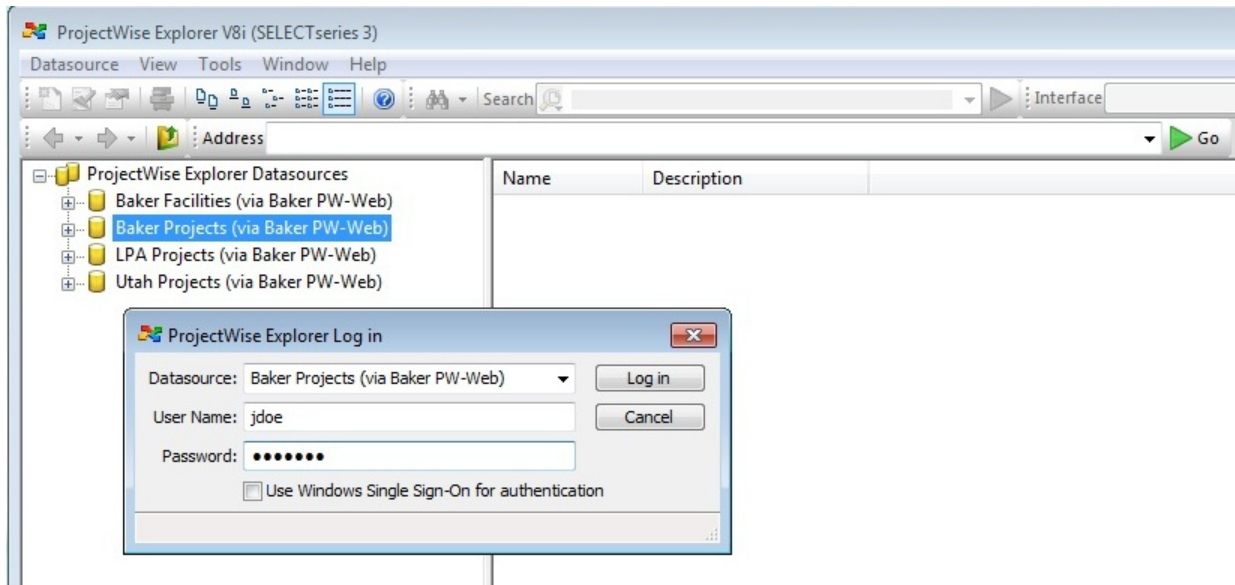 ProjectWise Explorer V8i (SELECTseries 3)
Datasource View Tools Window Help
Search Interface
Address Go
ProjectWise Explorer Datasources
Baker Facilities (via Baker PW-Web)
Baker Projects (via Baker PW-Web)
LPA Projects (via Baker PW-Web)
Utah Projects (via Baker PW-Web)
Name Description
ProjectWise Explorer Log in
Datasource: Baker Projects (via Baker PW-Web) Log in
User Name: jdoe Cancel
Password: •••••••
Use Windows Single Sign-On for authentication